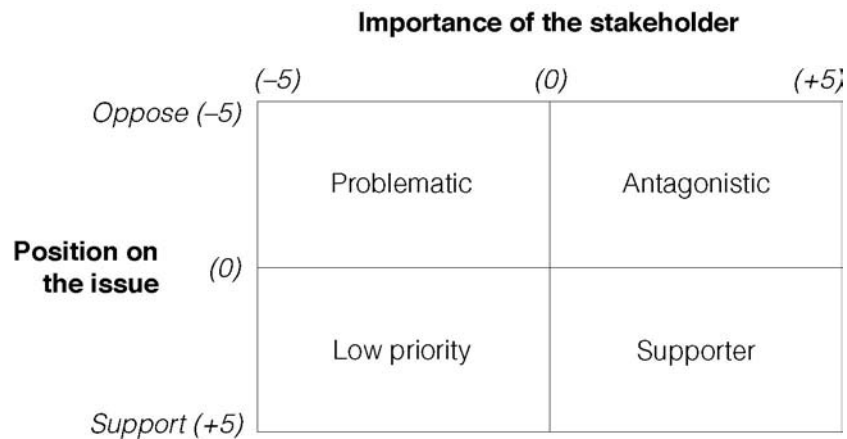 Importance of the stakeholder
(–5) (0) (+5)
Oppose (–5)
Problematic Antagonistic
Position on
the issue
(0)
Low priority Supporter
Support (+5)